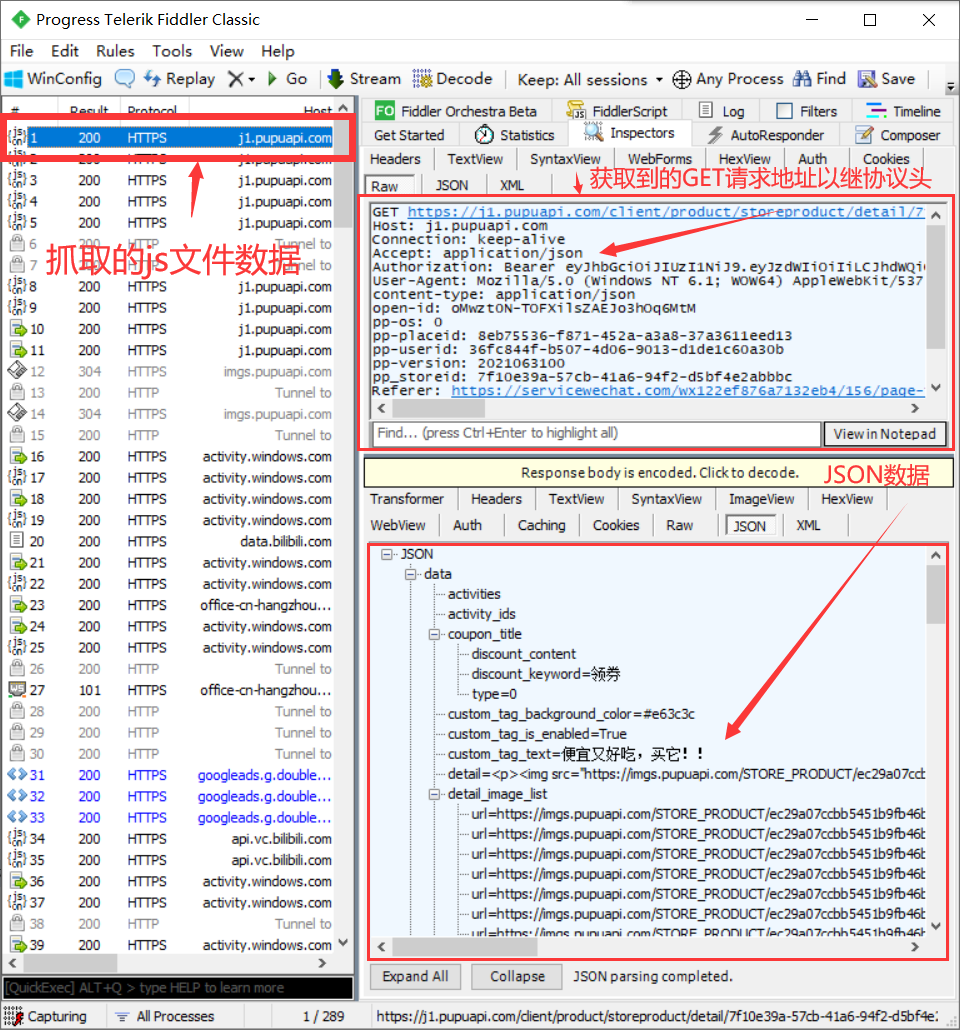 Progress Telerik Fiddler Classic
File Edit Rules Tools View Help
WinConfig Replay Go Stream Decode Keep: All sessions Any Process Find Save
# Result Protocol Host
1 200 HTTPS j1.pupuapi.com
2 200 HTTPS j1.pupuapi.com
3 200 HTTPS j1.pupuapi.com
4 200 HTTPS j1.pupuapi.com
5 200 HTTPS j1.pupuapi.com
6 200 HTTP Tunnel to
7 200 HTTP Tunnel to
抓取的js文件数据
8 200 HTTPS j1.pupuapi.com
9 200 HTTPS j1.pupuapi.com
10 200 HTTPS j1.pupuapi.com
11 200 HTTPS j1.pupuapi.com
12 304 HTTPS imgs.pupuapi.com
13 200 HTTP Tunnel to
14 304 HTTPS imgs.pupuapi.com
15 200 HTTP Tunnel to
16 200 HTTPS activity.windows.com
17 200 HTTPS activity.windows.com
18 200 HTTPS activity.windows.com
19 200 HTTPS activity.windows.com
20 200 HTTPS data.bilibili.com
21 200 HTTPS activity.windows.com
22 200 HTTPS activity.windows.com
23 200 HTTPS office-cn-hangzhou...
24 200 HTTPS activity.windows.com
25 200 HTTPS activity.windows.com
26 200 HTTP Tunnel to
27 101 HTTPS office-cn-hangzhou...
28 200 HTTP Tunnel to
29 200 HTTP Tunnel to
30 200 HTTP Tunnel to
31 200 HTTPS googleads.g.double...
32 200 HTTPS googleads.g.double...
33 200 HTTPS googleads.g.double...
34 200 HTTPS api.vc.bilibili.com
35 200 HTTPS api.vc.bilibili.com
36 200 HTTPS activity.windows.com
37 200 HTTPS activity.windows.com
38 200 HTTP Tunnel to
39 200 HTTPS activity.windows.com
[QuickExec] ALT+Q > type HELP to learn more
FO Fiddler Orchestra Beta FiddlerScript Log Filters Timeline
Get Started Statistics Inspectors AutoResponder Composer
Headers TextView SyntaxView WebForms HexView Auth Cookies
Raw JSON XML
获取到的GET请求地址以继协议头
GET https://j1.pupuapi.com/client/product/storeproduct/detail/7
Host: j1.pupuapi.com
Connection: keep-alive
Accept: application/json
Authorization: Bearer eyJhbGciOiJIUzI1NiJ9.eyJzdWIiOiIiLCJhdWQi
User-Agent: Mozilla/5.0 (Windows NT 6.1; WOW64) AppleWebKit/537
content-type: application/json
open-id: oMwzt0N-TOFXilsZAEJo3hOq6MtM
pp-os: 0
pp-placeid: 8eb75536-f871-452a-a3a8-37a3611eed13
pp-userid: 36fc844f-b507-4d06-9013-d1de1c60a30b
pp-version: 2021063100
pp_storeid: 7f10e39a-57cb-41a6-94f2-d5bf4e2abbbc
Referer: https://servicewechat.com/wx122ef876a7132eb4/156/page-
Find... (press Ctrl+Enter to highlight all) View in Notepad
Response body is encoded. Click to decode.
JSON数据
Transformer Headers TextView SyntaxView ImageView HexView
WebView Auth Caching Cookies Raw JSON XML
JSON
data
activities
activity_ids
coupon_title
discount_content
discount_keyword=领券
type=0
custom_tag_background_color=#e63c3c
custom_tag_is_enabled=True
custom_tag_text=便宜又好吃，买它！！
detail=<p><img src="https://imgs.pupuapi.com/STORE_PRODUCT/ec29a07ccb
detail_image_list
url=https://imgs.pupuapi.com/STORE_PRODUCT/ec29a07ccbb5451b9fb46b
url=https://imgs.pupuapi.com/STORE_PRODUCT/ec29a07ccbb5451b9fb46b
url=https://imgs.pupuapi.com/STORE_PRODUCT/ec29a07ccbb5451b9fb46b
url=https://imgs.pupuapi.com/STORE_PRODUCT/ec29a07ccbb5451b9fb46b
url=https://imgs.pupuapi.com/STORE_PRODUCT/ec29a07ccbb5451b9fb46b
url=https://imgs.pupuapi.com/STORE_PRODUCT/ec29a07ccbb5451b9fb46b
url=https://imgs.pupuapi.com/STORE_PRODUCT/ec29a07ccbb5451b9fb46b
Expand All Collapse JSON parsing completed.
Capturing All Processes 1 / 289 https://j1.pupuapi.com/client/product/storeproduct/detail/7f10e39a-57cb-41a6-94f2-d5bf4e2